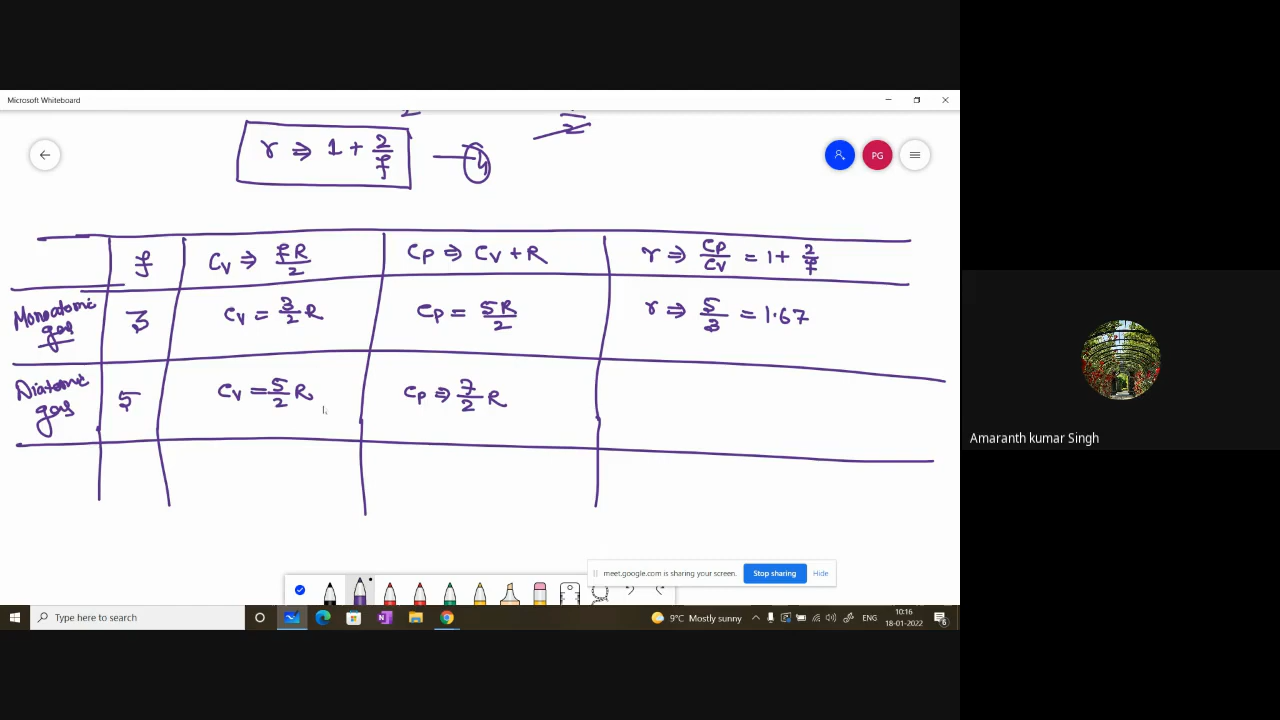 Microsoft Whiteboard
γ ⇒ 1 + 2/f — 4
PG
f
Cv ⇒ fR/2
Cp ⇒ Cv + R
γ ⇒ Cp/Cv = 1 + 2/f
Monoatomic gas
3
Cv = 3/2 R
Cp = 5R/2
γ ⇒ 5/3 = 1.67
Diatomic gas
5
Cv = 5/2 R
Cp ⇒ 7/2 R
Amaranth kumar Singh
meet.google.com is sharing your screen.
Stop sharing
Hide
Type here to search
9°C Mostly sunny
ENG
10:16
18-01-2022
6